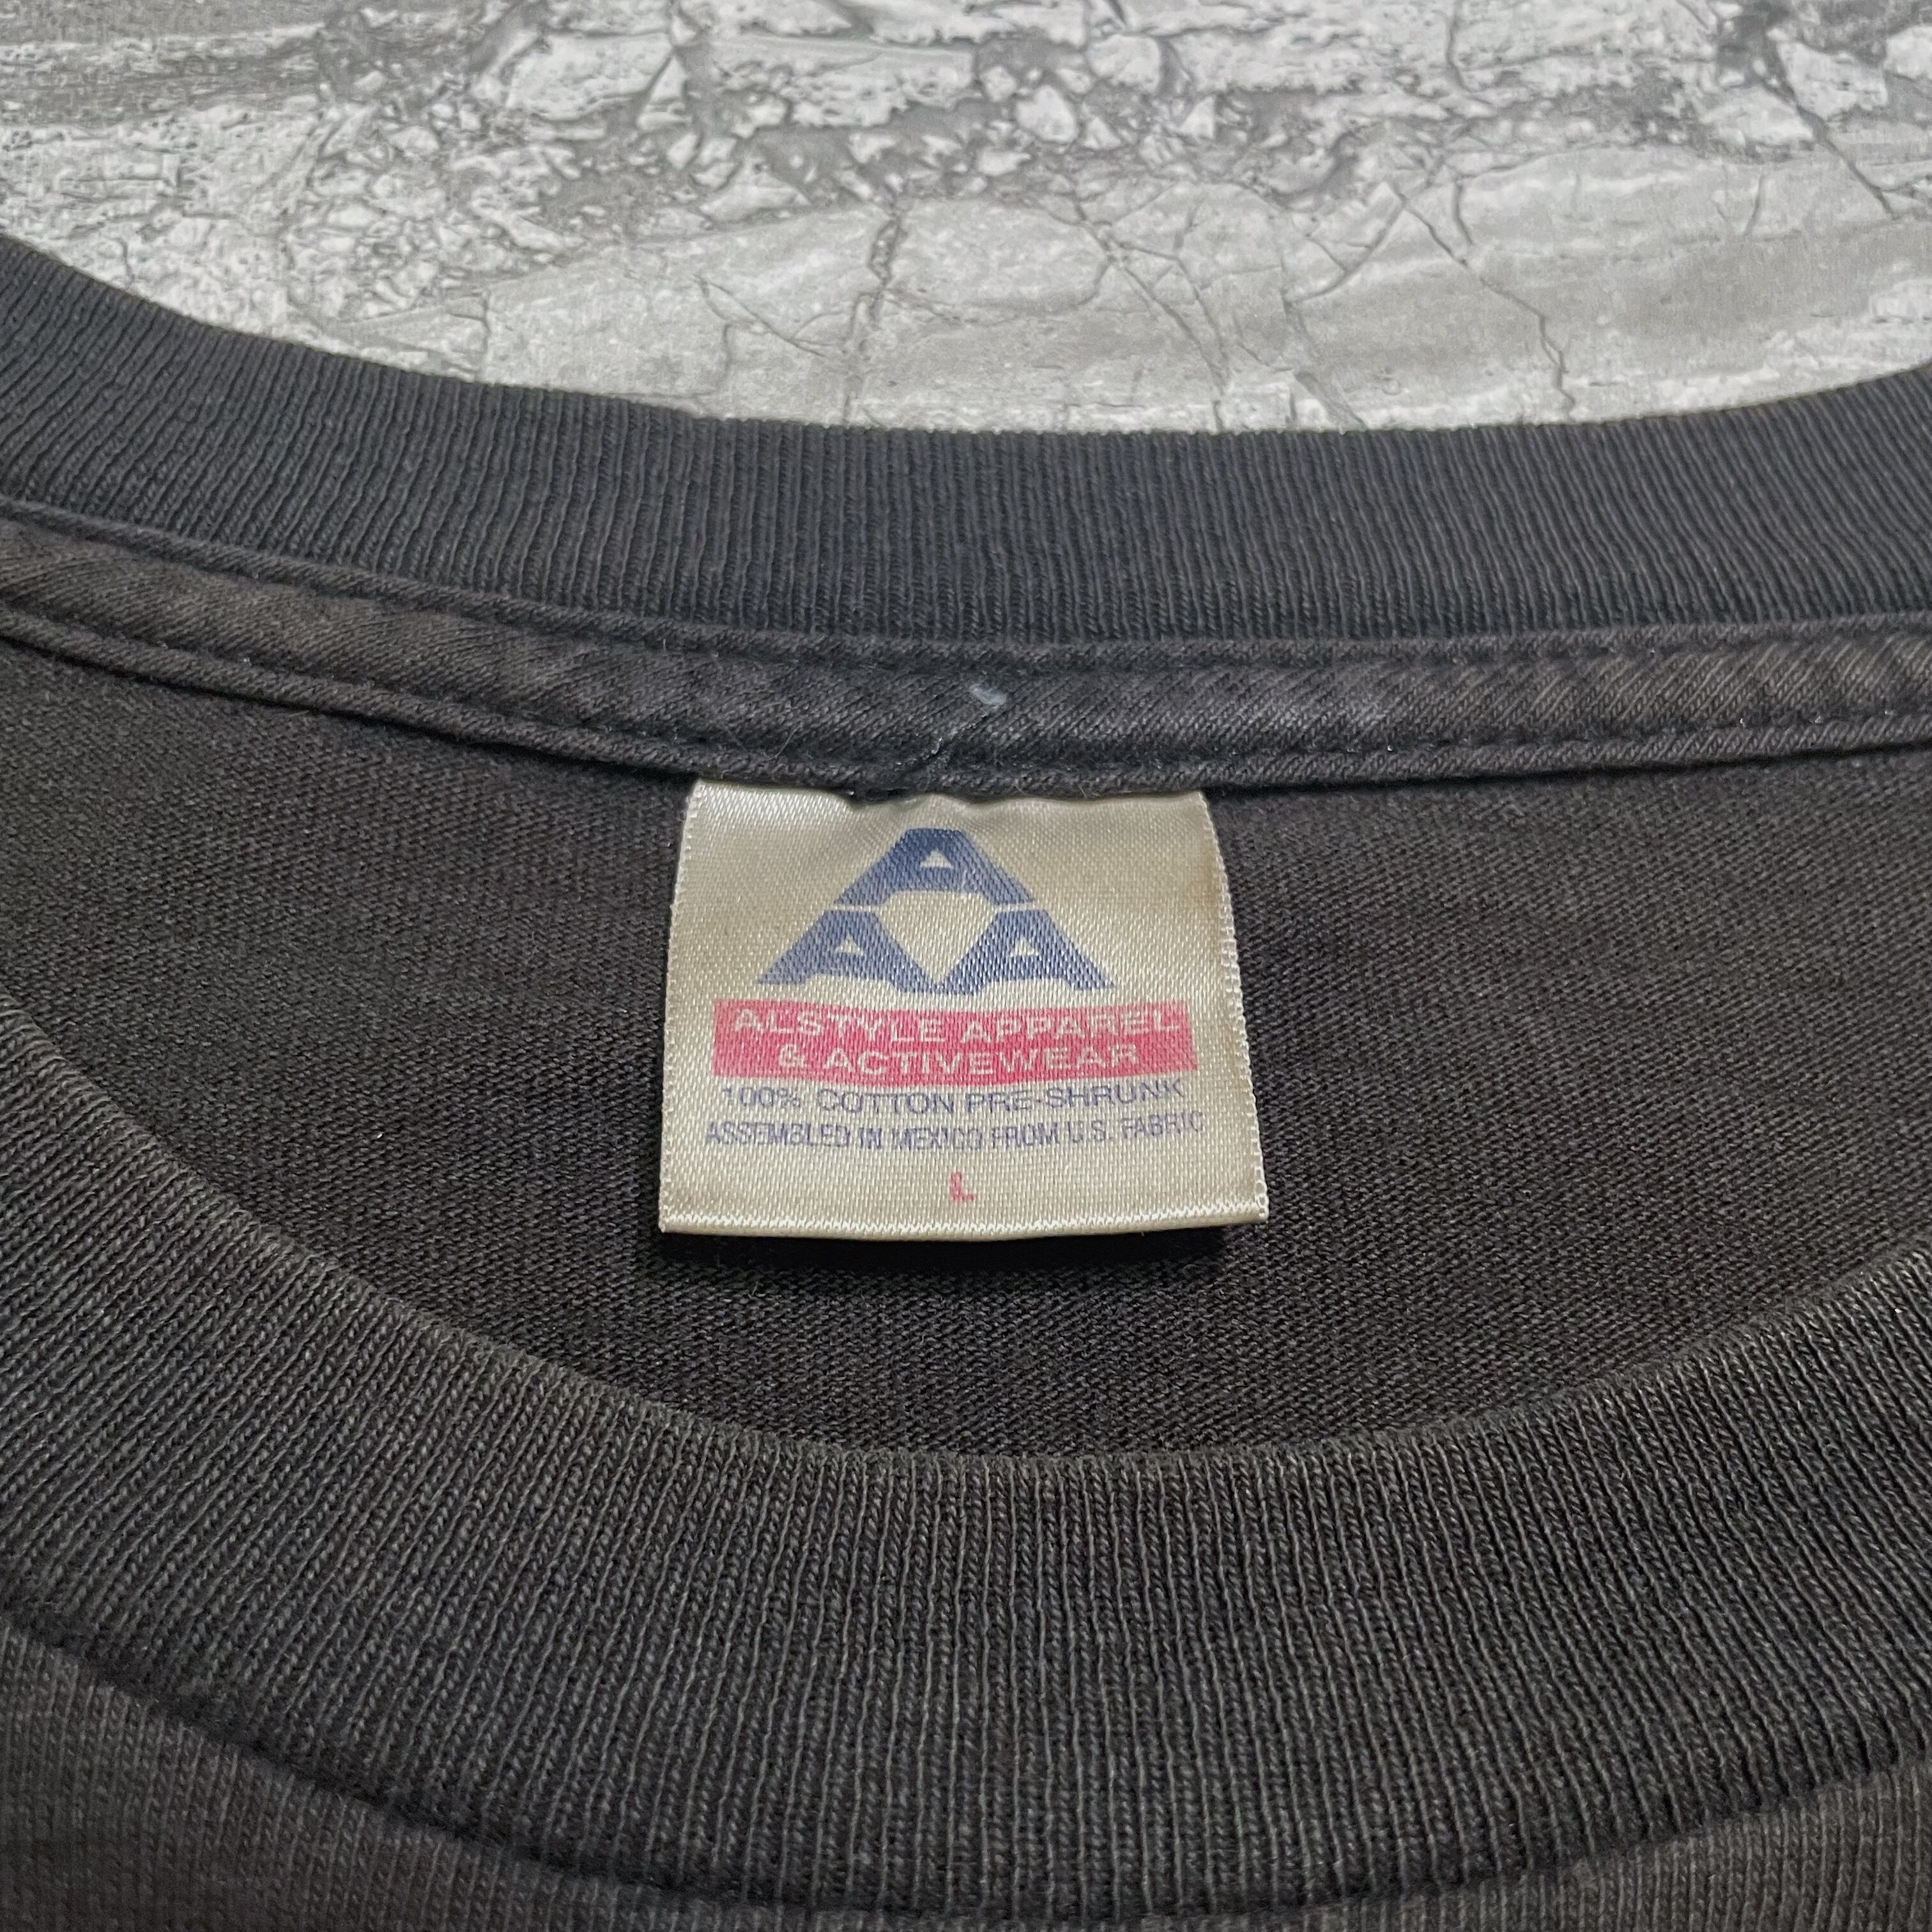 A
A A
ALSTYLE APPAREL
& ACTIVEWEAR
100% COTTON PRE-SHRUNK
ASSEMBLED IN MEXICO FROM U.S. FABRIC
L